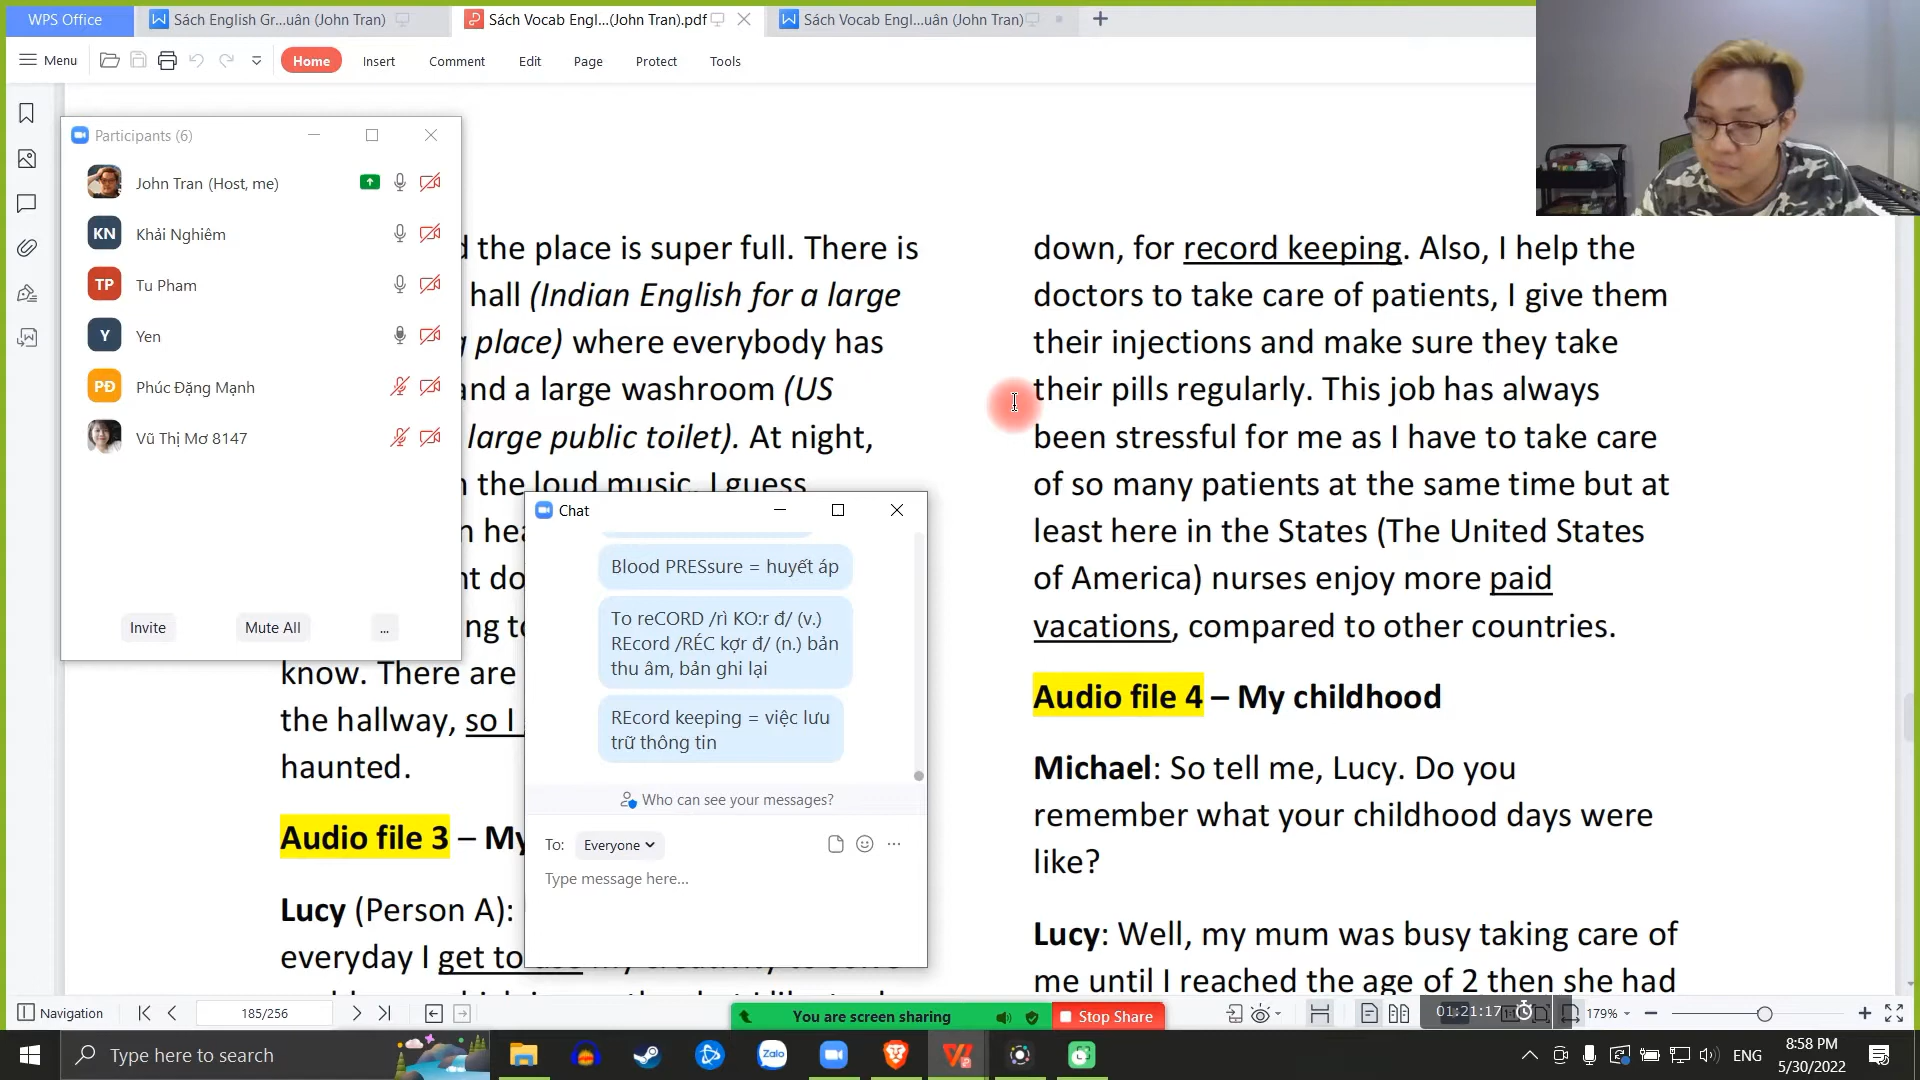 WPS Office
Sách English Gr...uân (John Tran)
Sách Vocab Engl...(John Tran).pdf
Sách Vocab Engl...uân (John Tran)
Menu
Home
Insert
Comment
Edit
Page
Protect
Tools
Participants (6)
John Tran (Host, me)
KN Khải Nghiêm
TP Tu Pham
Y Yen
PĐ Phúc Đặng Mạnh
Vũ Thị Mơ 8147
Invite
Mute All
...
the place is super full. There is
hall (Indian English for a large
place) where everybody has
and a large washroom (US
large public toilet). At night,
the loud music. I guess
know. There are
the hallway, so I
haunted.
Audio file 3 – My
Lucy (Person A):
everyday I get to
Chat
Blood PRESsure = huyết áp
To reCORD /rì KO:r đ/ (v.)
REcord /RÉC kợr đ/ (n.) bản
thu âm, bản ghi lại
REcord keeping = việc lưu
trữ thông tin
Who can see your messages?
To: Everyone
Type message here...
down, for record keeping. Also, I help the
doctors to take care of patients, I give them
their injections and make sure they take
their pills regularly. This job has always
been stressful for me as I have to take care
of so many patients at the same time but at
least here in the States (The United States
of America) nurses enjoy more paid
vacations, compared to other countries.
Audio file 4 – My childhood
Michael: So tell me, Lucy. Do you
remember what your childhood days were
like?
Lucy: Well, my mum was busy taking care of
me until I reached the age of 2 then she had
Navigation
185/256
You are screen sharing
Stop Share
01:21:17
179%
Type here to search
Zalo
ENG
8:58 PM
5/30/2022